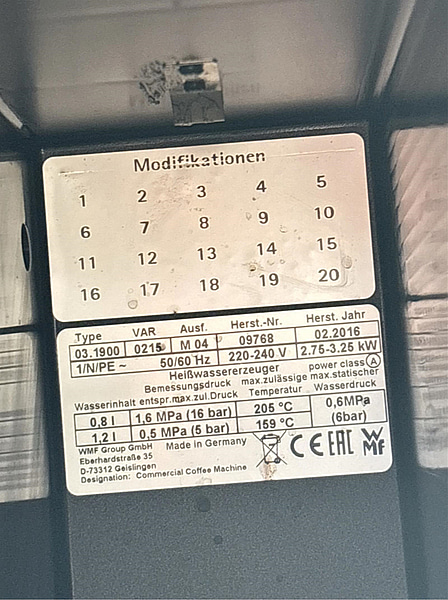 Modifikationen
1 2 3 4 5
6 7 8 9 10
11 12 13 14 15
16 17 18 19 20
Type VAR Ausf. Herst.-Nr. Herst. Jahr
03.1900 0215 M 04 09768 02.2016
1/N/PE ~ 50/60 Hz 220-240 V 2.75-3.25 kW
Heißwassererzeuger power class A
Bemessungsdruck max.zulässige max.statischer
Wasserinhalt entspr.max.zul.Druck Temperatur Wasserdruck
0,8 l 1,6 MPa (16 bar) 205 °C 0,6MPa
1,2 l 0,5 MPa (5 bar) 159 °C (6bar)
WMF Group GmbH Made in Germany
Eberhardstraße 35
D-73312 Geislingen
Designation: Commercial Coffee Machine
CE EAC WMF